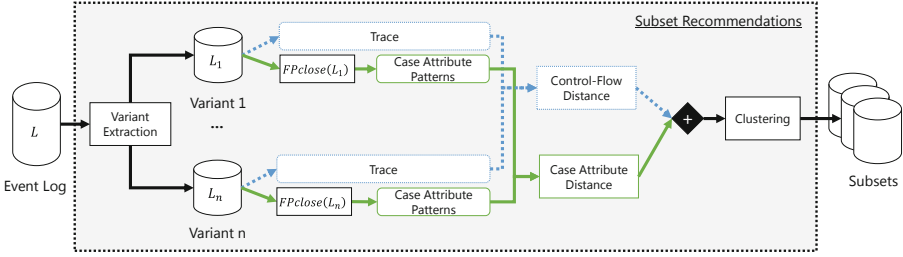 Subset Recommendations
Trace
L₁
FPclose(L₁)
Case Attribute
Patterns
Variant 1
...
L
Variant
Extraction
Event Log
Control-Flow
Distance
+
Clustering
Subsets
Trace
Lₙ
FPclose(Lₙ)
Case Attribute
Patterns
Variant n
Case Attribute
Distance